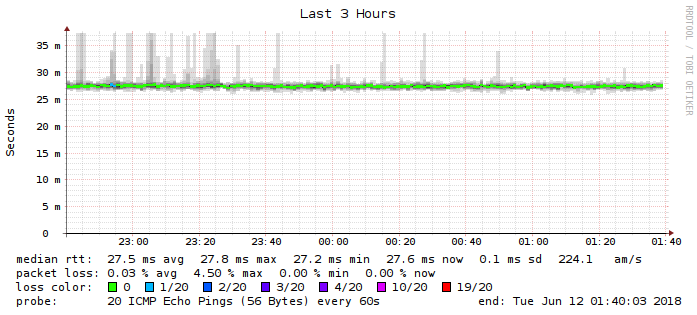 Last 3 Hours
RRDTOOL / TOBI OETIKER
Seconds
35 m
30 m
25 m
20 m
15 m
10 m
5 m
0
23:00 23:20 23:40 00:00 00:20 00:40 01:00 01:20 01:40
median rtt: 27.5 ms avg 27.8 ms max 27.2 ms min 27.6 ms now 0.1 ms sd 224.1 am/s
packet loss: 0.03 % avg 4.50 % max 0.00 % min 0.00 % now
loss color: 0 1/20 2/20 3/20 4/20 10/20 19/20
probe: 20 ICMP Echo Pings (56 Bytes) every 60s end: Tue Jun 12 01:40:03 2018